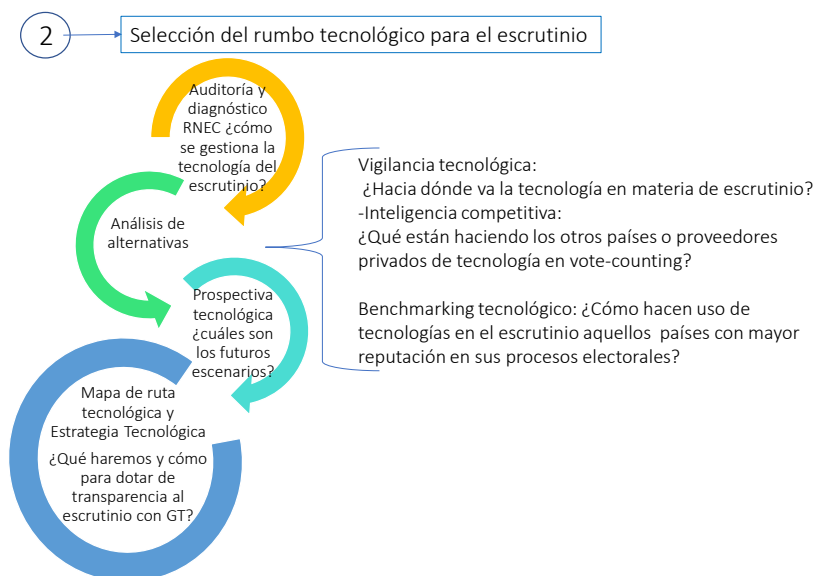 2
Selección del rumbo tecnológico para el escrutinio
Auditoría y
diagnóstico
RNEC ¿cómo
se gestiona la
tecnología del
escrutinio?
Análisis de
alternativas
Prospectiva
tecnológica
¿cuáles son
los futuros
escenarios?
Mapa de ruta
tecnológica y
Estrategia Tecnológica
¿Qué haremos y cómo
para dotar de
transparencia al
escrutinio con GT?
Vigilancia tecnológica:
¿Hacia dónde va la tecnología en materia de escrutinio?
-Inteligencia competitiva:
¿Qué están haciendo los otros países o proveedores
privados de tecnología en vote-counting?
Benchmarking tecnológico: ¿Cómo hacen uso de
tecnologías en el escrutinio aquellos países con mayor
reputación en sus procesos electorales?